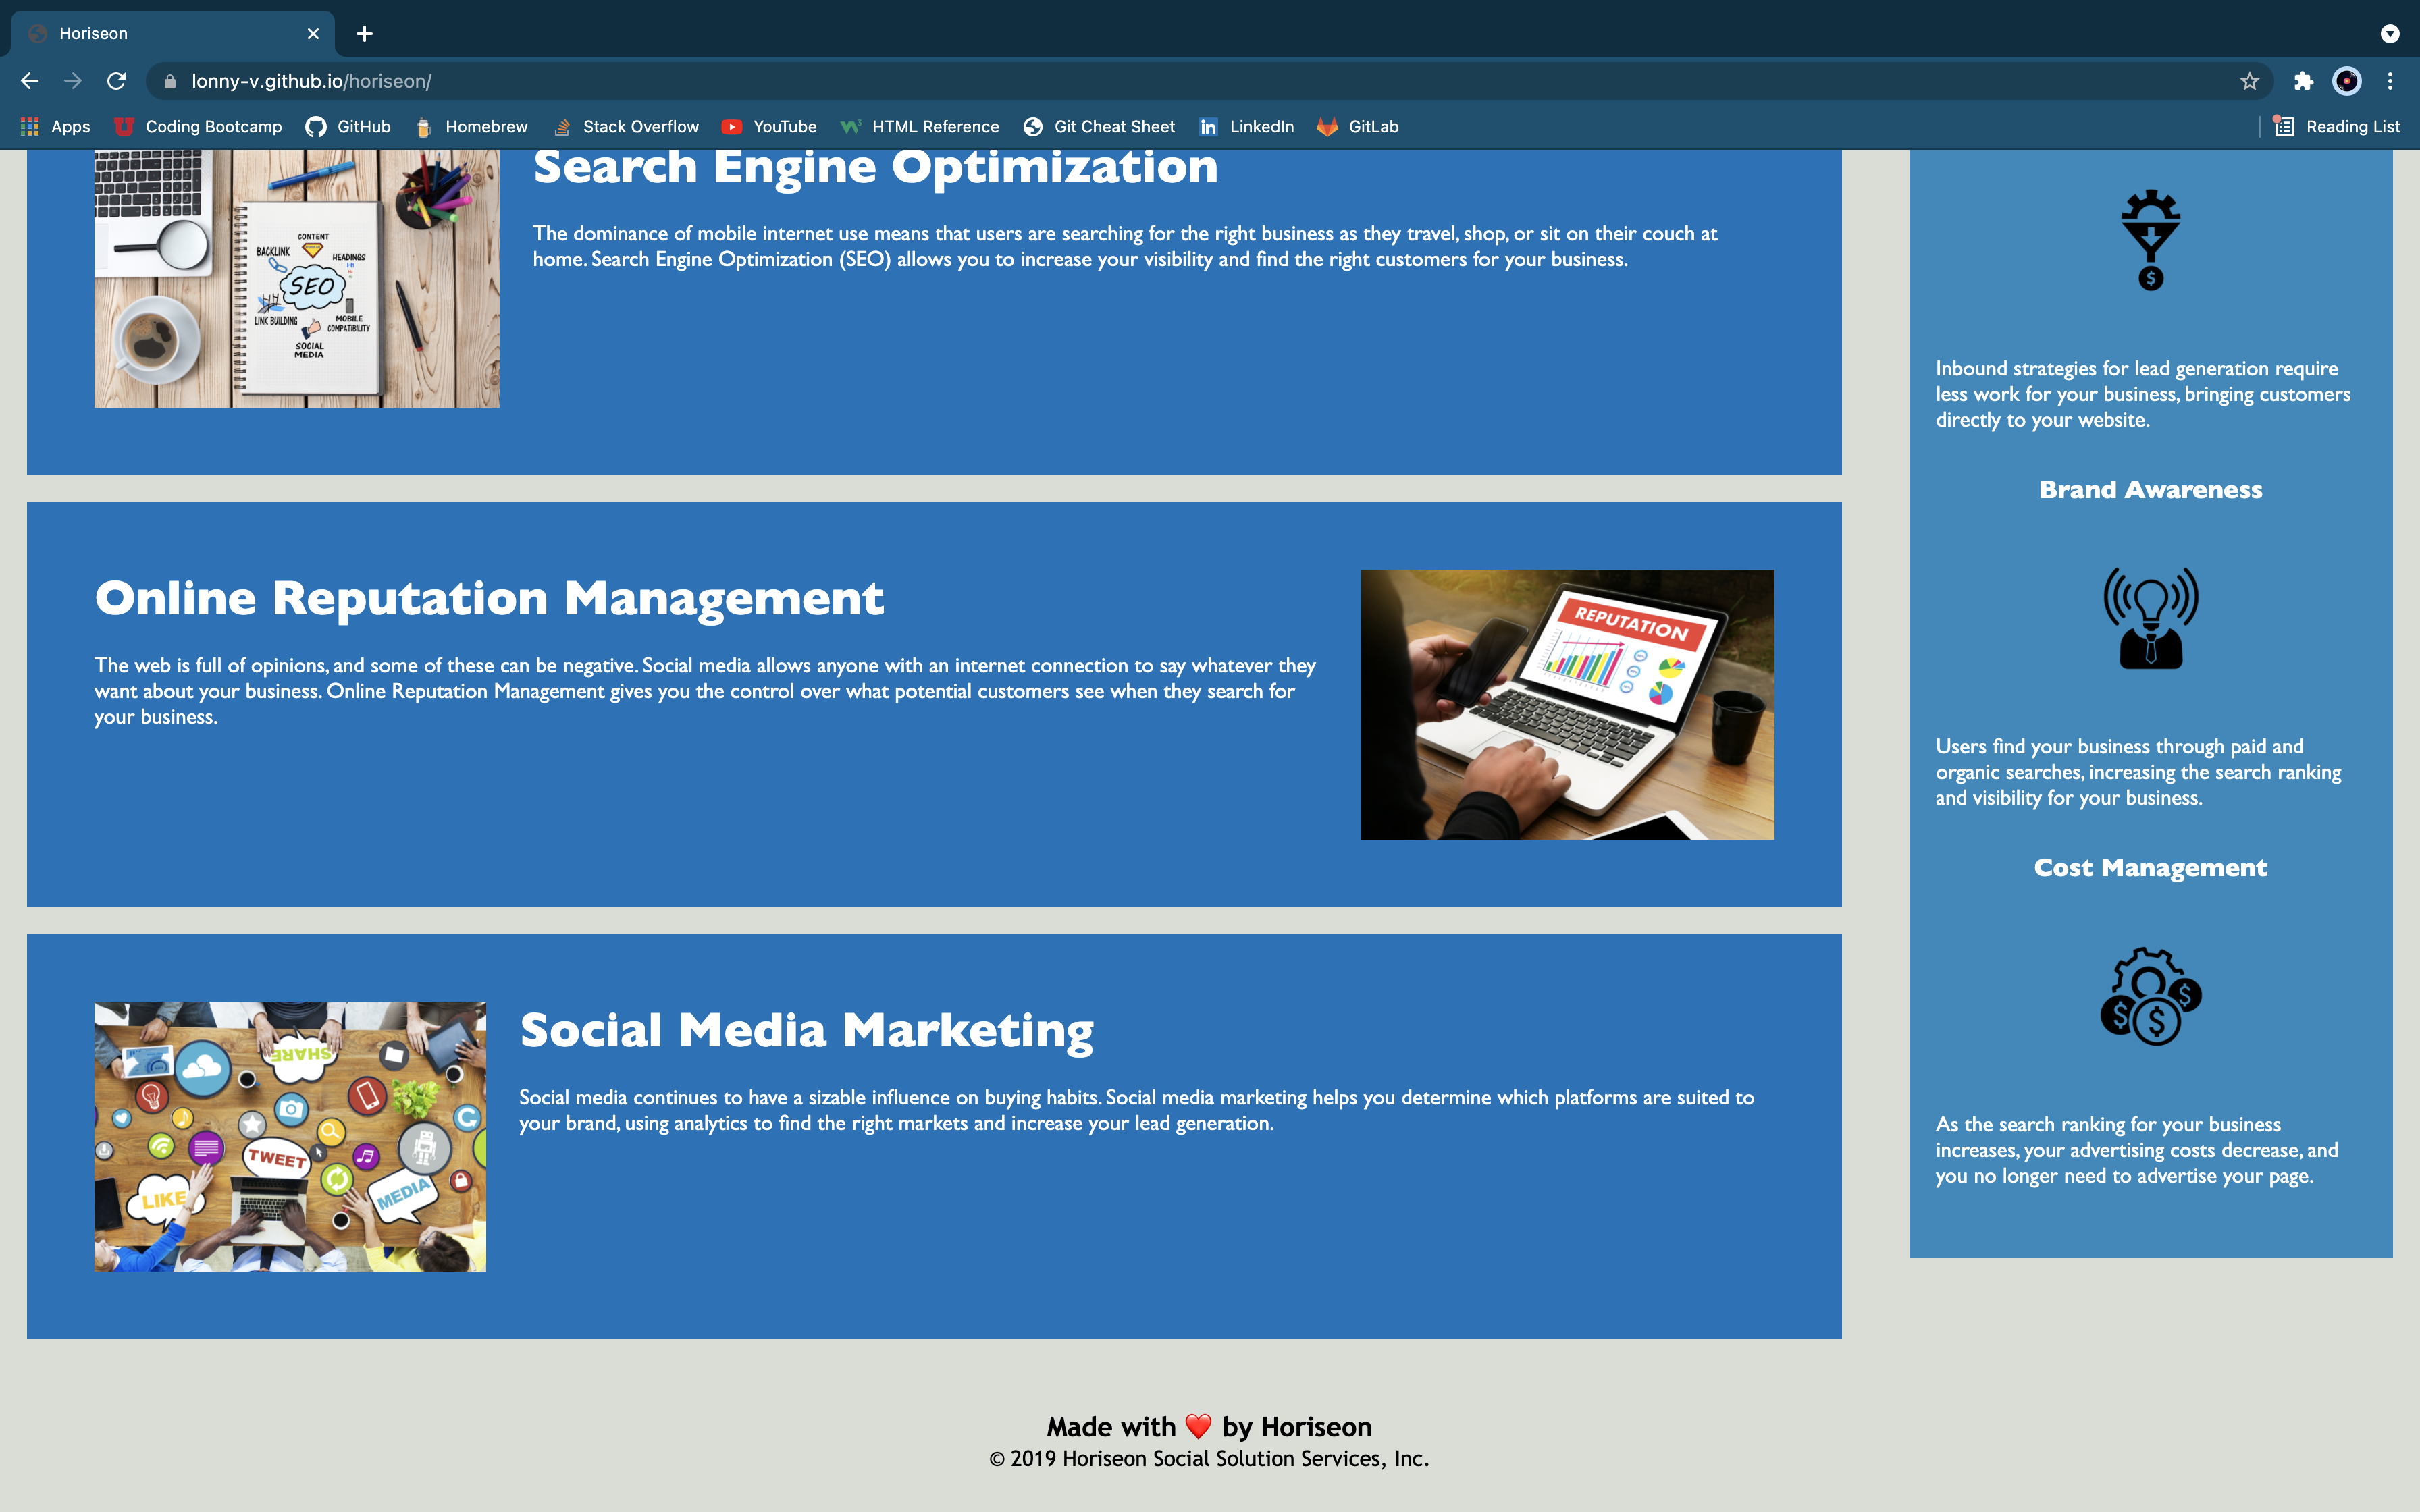 Horiseon
lonny-v.github.io/horiseon/
Apps Coding Bootcamp GitHub Homebrew Stack Overflow YouTube HTML Reference Git Cheat Sheet LinkedIn GitLab Reading List
Search Engine Optimization
The dominance of mobile internet use means that users are searching for the right business as they travel, shop, or sit on their couch at
home. Search Engine Optimization (SEO) allows you to increase your visibility and find the right customers for your business.
CONTENT
BACKLINK
HEADINGS
SEO
LINK BUILDING
MOBILE
COMPATIBILITY
SOCIAL
MEDIA
Online Reputation Management
The web is full of opinions, and some of these can be negative. Social media allows anyone with an internet connection to say whatever they
want about your business. Online Reputation Management gives you the control over what potential customers see when they search for
your business.
REPUTATION
Social Media Marketing
Social media continues to have a sizable influence on buying habits. Social media marketing helps you determine which platforms are suited to
your brand, using analytics to find the right markets and increase your lead generation.
SHARE
TWEET
LIKE
MEDIA
$
Inbound strategies for lead generation require
less work for your business, bringing customers
directly to your website.
Brand Awareness
Users find your business through paid and
organic searches, increasing the search ranking
and visibility for your business.
Cost Management
$ $ $
As the search ranking for your business
increases, your advertising costs decrease, and
you no longer need to advertise your page.
Made with ❤️ by Horiseon
© 2019 Horiseon Social Solution Services, Inc.